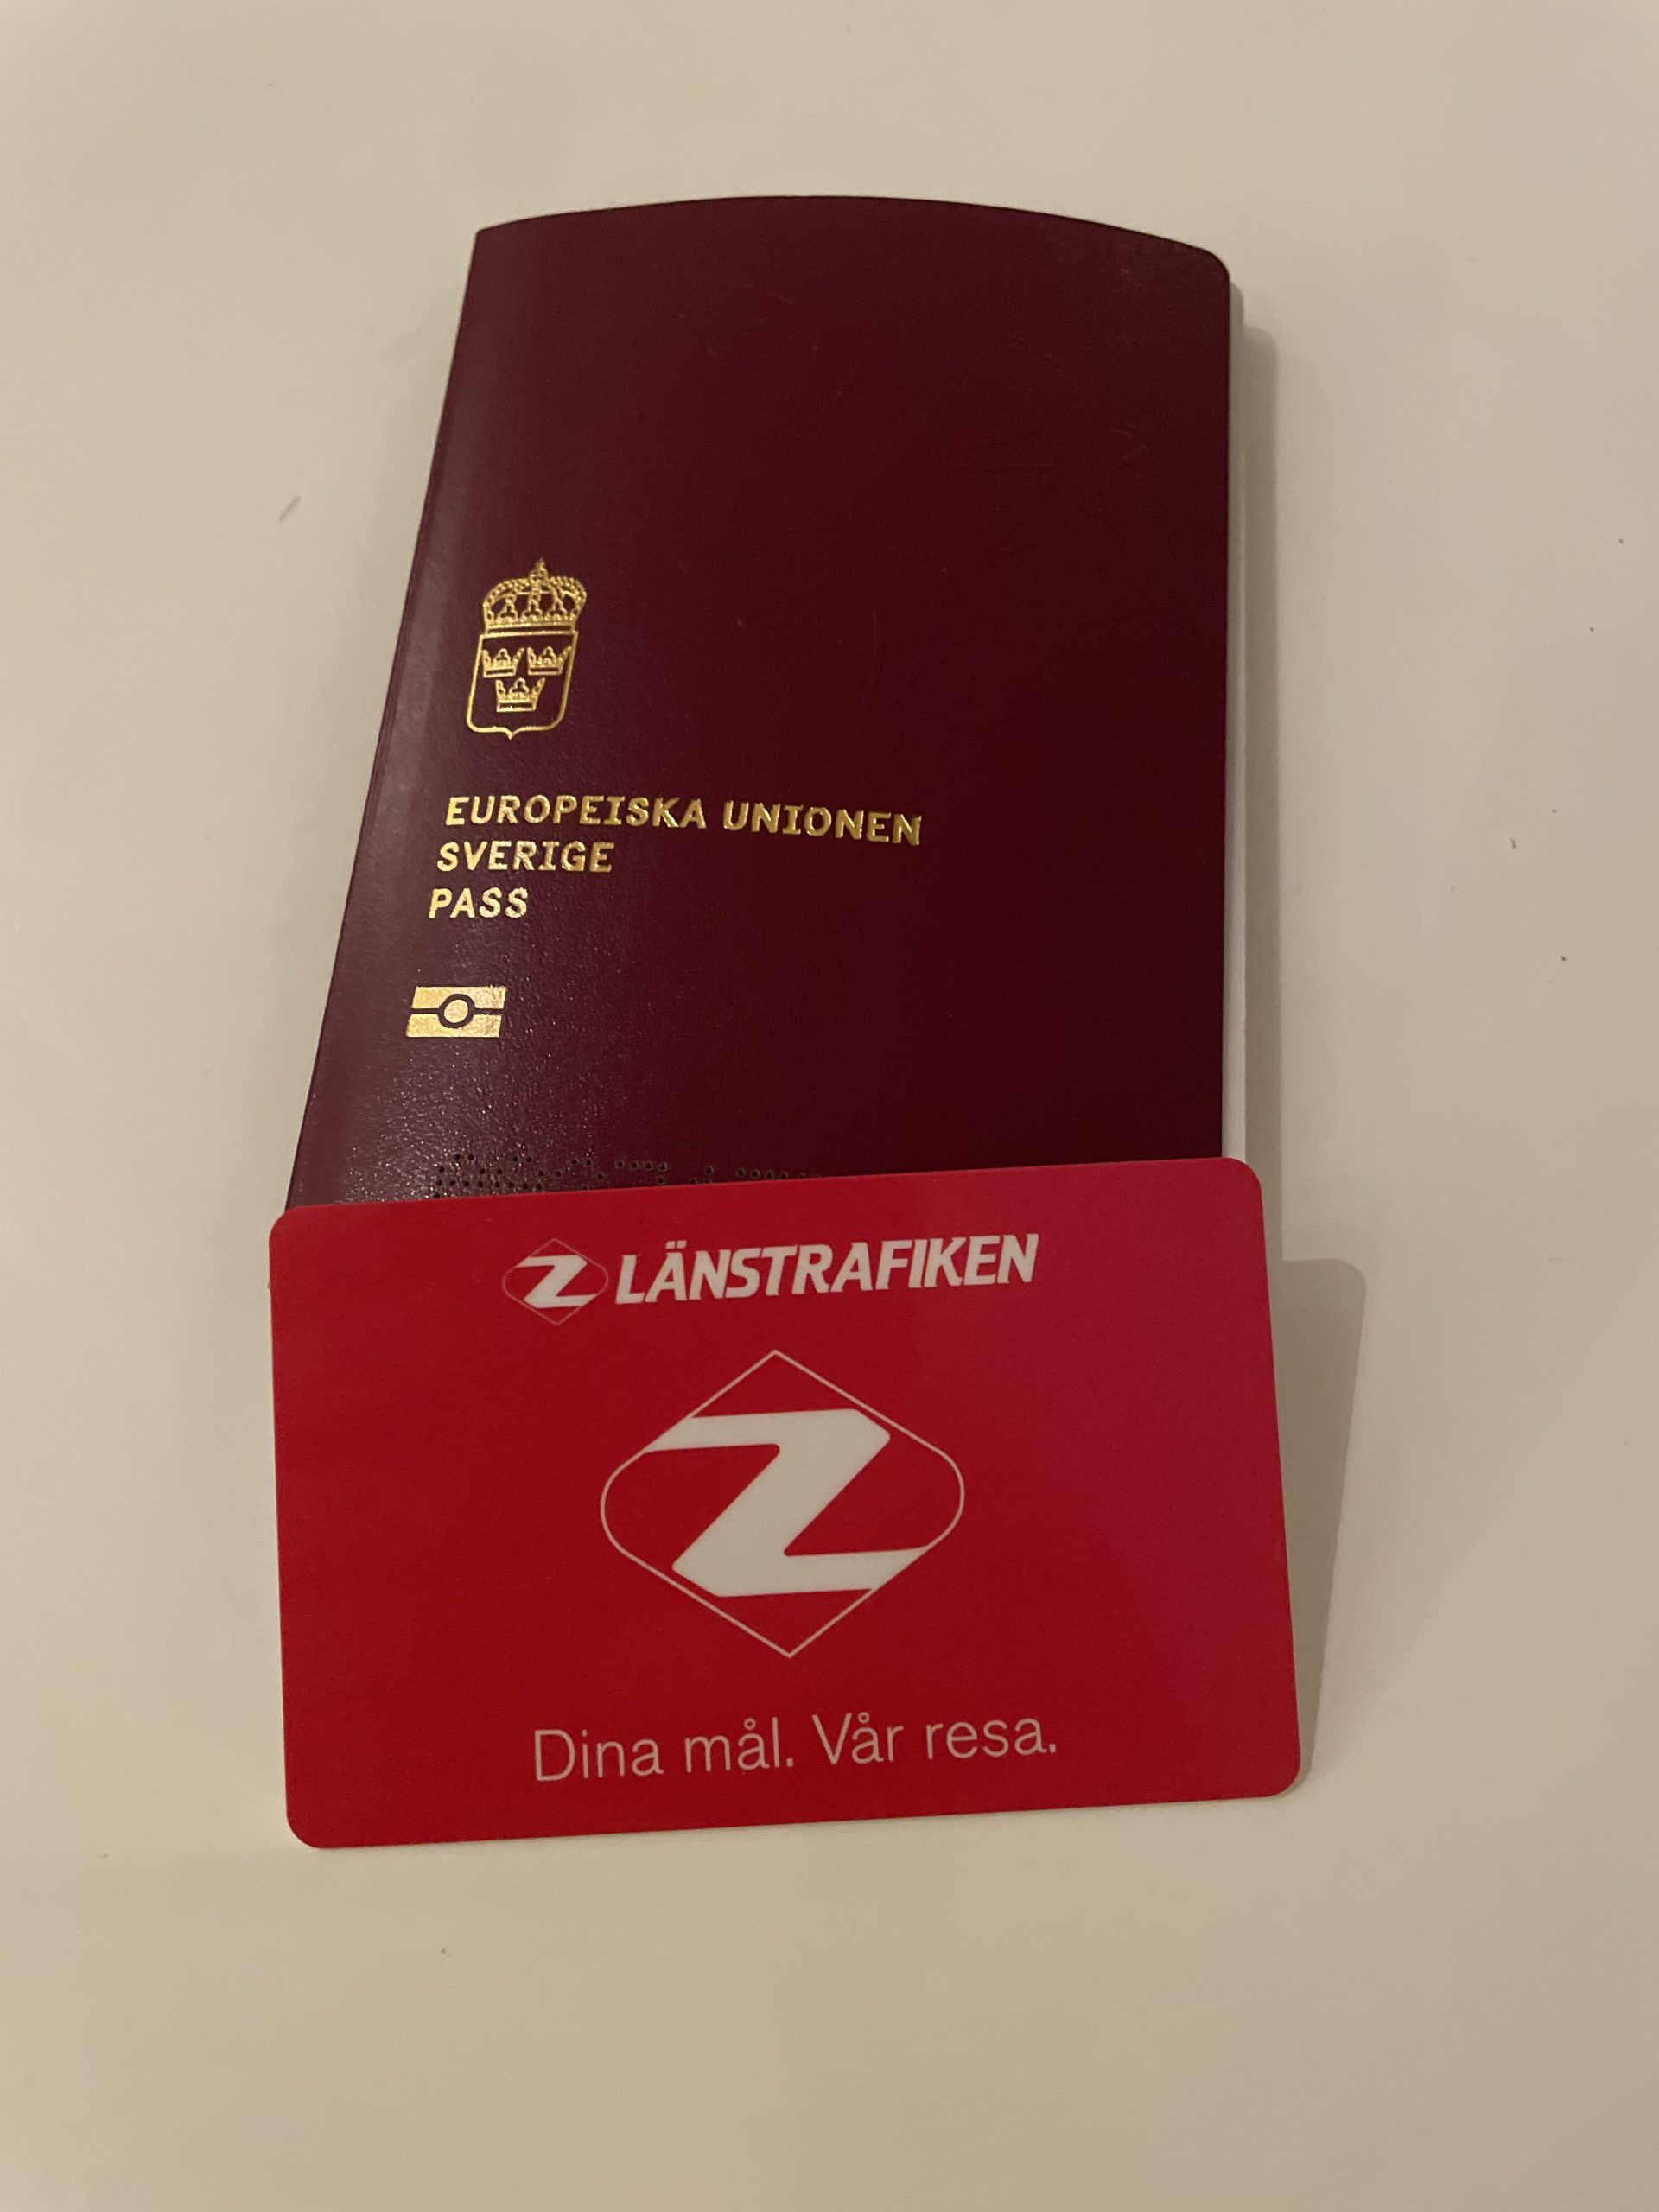 EUROPEISKA UNIONEN
SVERIGE
PASS
Z LÄNSTRAFIKEN
Z
Dina mål. Vår resa.